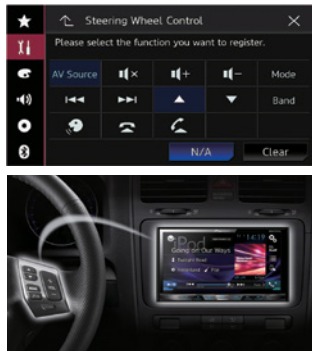 Steering Wheel Control
Please select the function you want to register.
AV Source
Mode
Band
N/A
Clear
iPod
Going on Our Ways